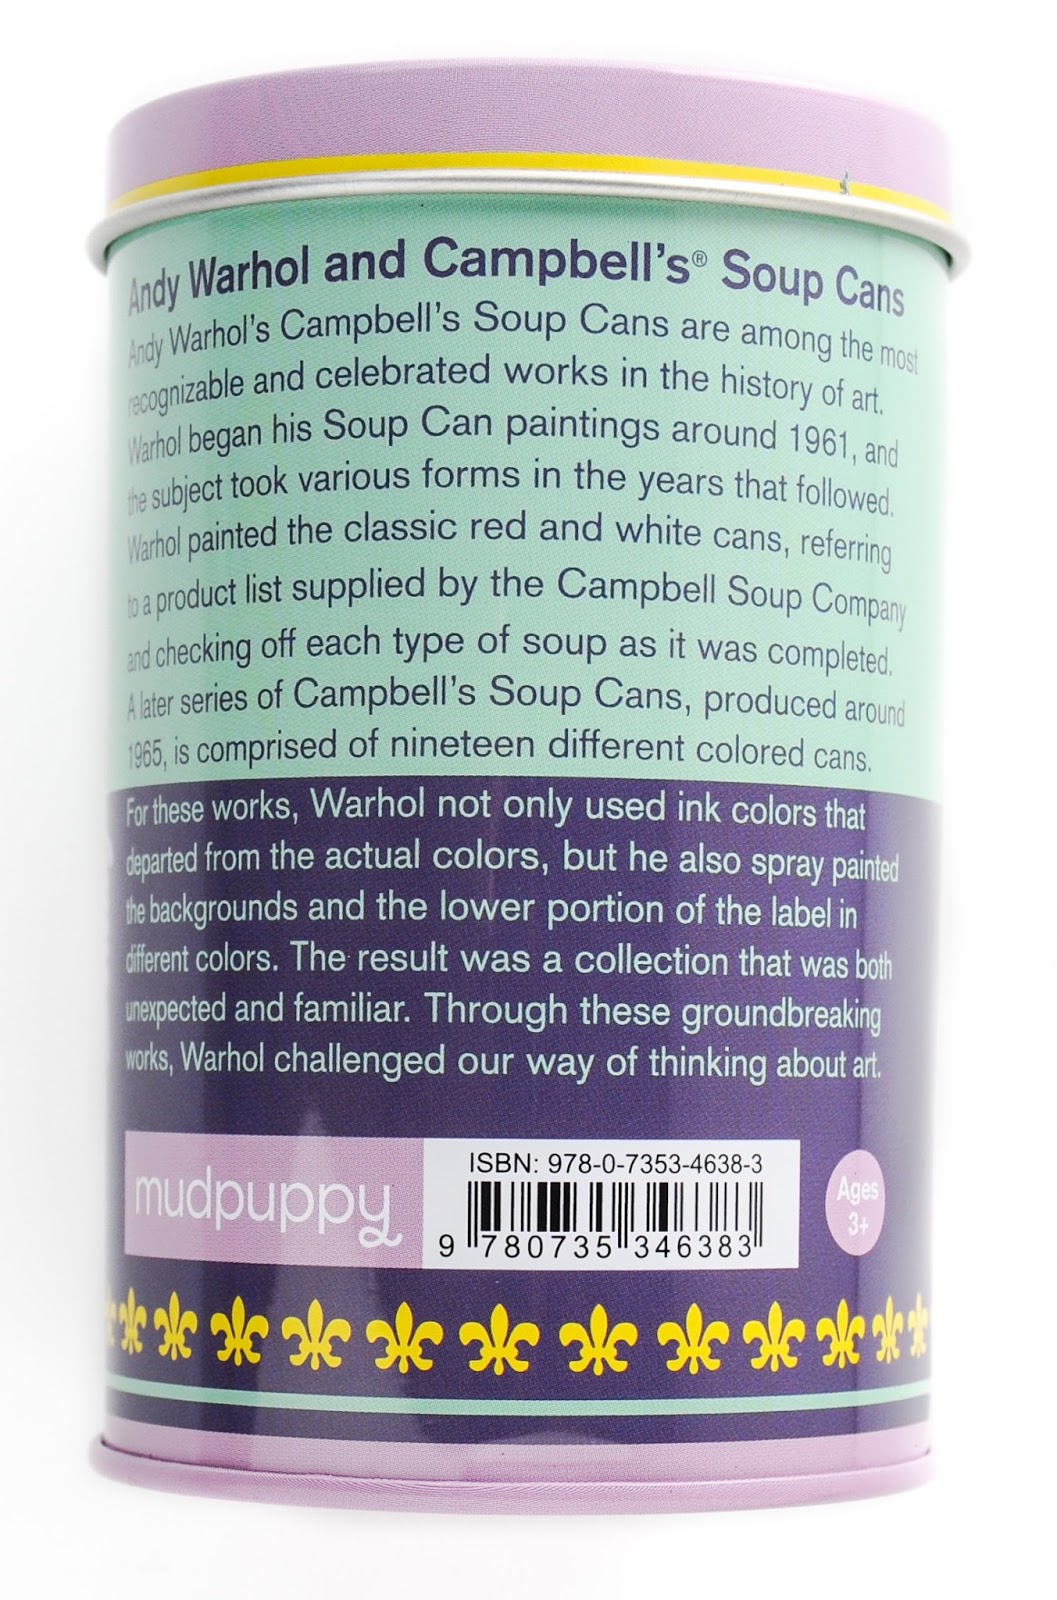 Andy Warhol and Campbell's® Soup Cans
Andy Warhol's Campbell's Soup Cans are among the most
recognizable and celebrated works in the history of art.
Warhol began his Soup Can paintings around 1961, and
the subject took various forms in the years that followed.
Warhol painted the classic red and white cans, referring
to a product list supplied by the Campbell Soup Company
and checking off each type of soup as it was completed.
A later series of Campbell's Soup Cans, produced around
1965, is comprised of nineteen different colored cans.
For these works, Warhol not only used ink colors that
departed from the actual colors, but he also spray painted
the backgrounds and the lower portion of the label in
different colors. The result was a collection that was both
unexpected and familiar. Through these groundbreaking
works, Warhol challenged our way of thinking about art.
mudpuppy
ISBN: 978-0-7353-4638-3
9 780735 346383
Ages
3+